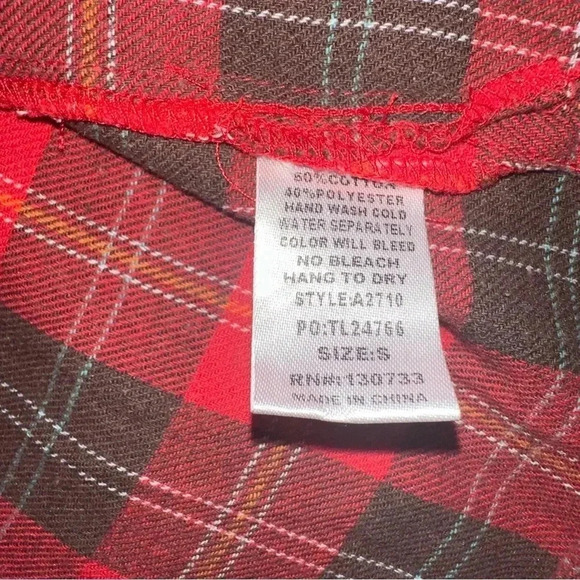 60%COTTON
40%POLYESTER
HAND WASH COLD
WATER SEPARATELY
COLOR WILL BLEED
NO BLEACH
HANG TO DRY
STYLE:A2710
PO:TL24766
SIZE:S
RN#:130733
MADE IN CHINA